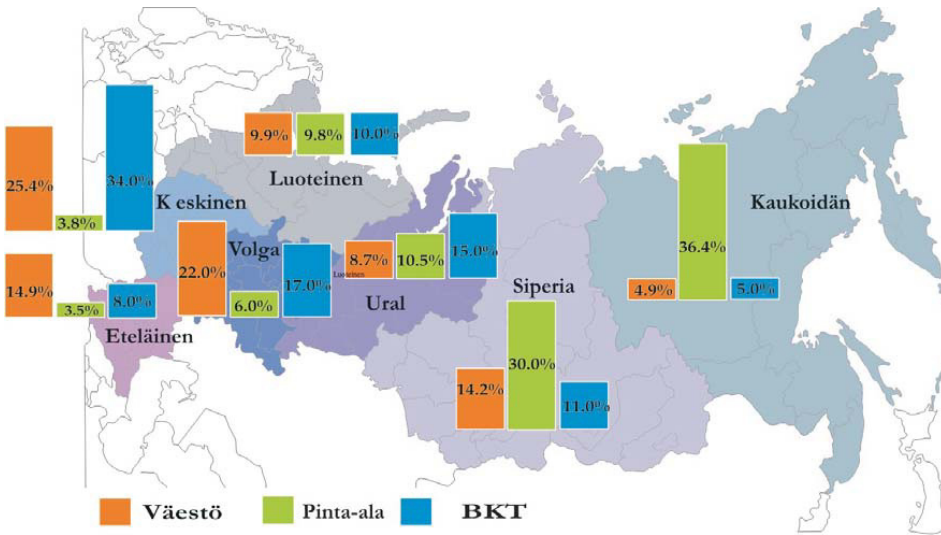 9.9%
9.8%
10.0%
Luoteinen
25.4%
3.8%
34.0%
K eskinen
Kaukoidän
36.4%
4.9%
5.0%
Volga
22.0%
6.0%
17.0%
Luoteinen
8.7%
10.5%
15.0%
Ural
14.9%
3.5%
8.0%
Eteläinen
Siperia
30.0%
14.2%
11.0%
Väestö
Pinta-ala
BKT